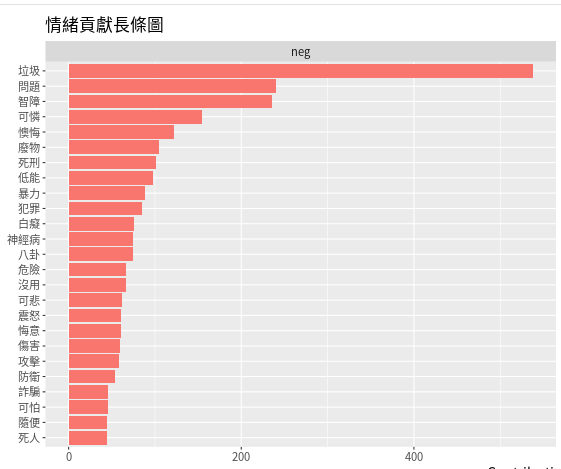 情緒貢獻長條圖
neg
垃圾
問題
智障
可憐
懊悔
廢物
死刑
低能
暴力
犯罪
白癡
神經病
八卦
危險
沒用
可悲
震怒
悔意
傷害
攻擊
防衛
詐騙
可怕
隨便
死人
0 200 400